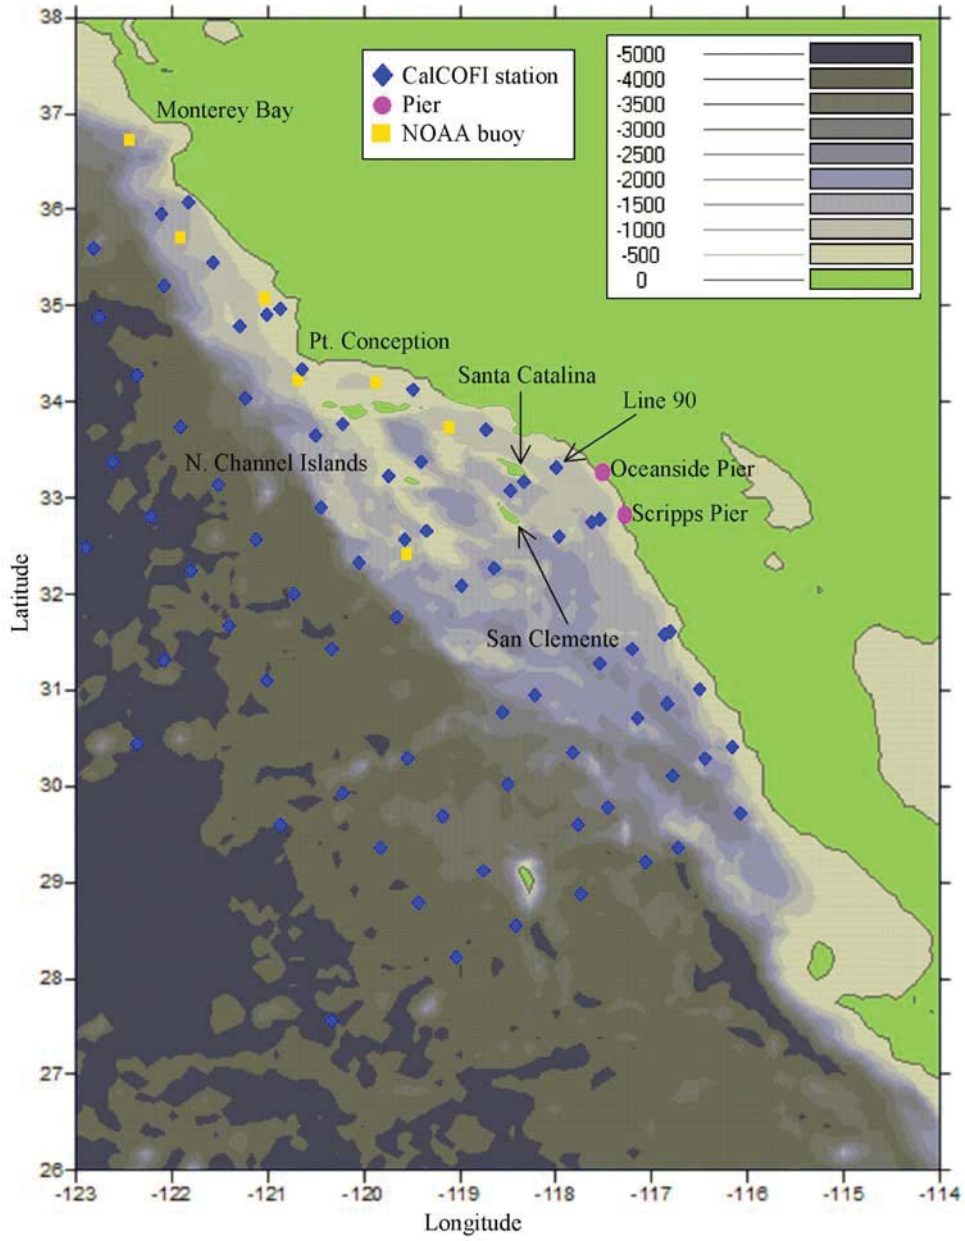 38
37
36
35
34
33
32
31
30
29
28
27
26
Latitude
Monterey Bay
CalCOFI station
Pier
NOAA buoy
-5000
-4000
-3500
-3000
-2500
-2000
-1500
-1000
-500
0
Pt. Conception
Santa Catalina
Line 90
N. Channel Islands
Oceanside Pier
Scripps Pier
San Clemente
-123 -122 -121 -120 -119 -118 -117 -116 -115 -114
Longitude